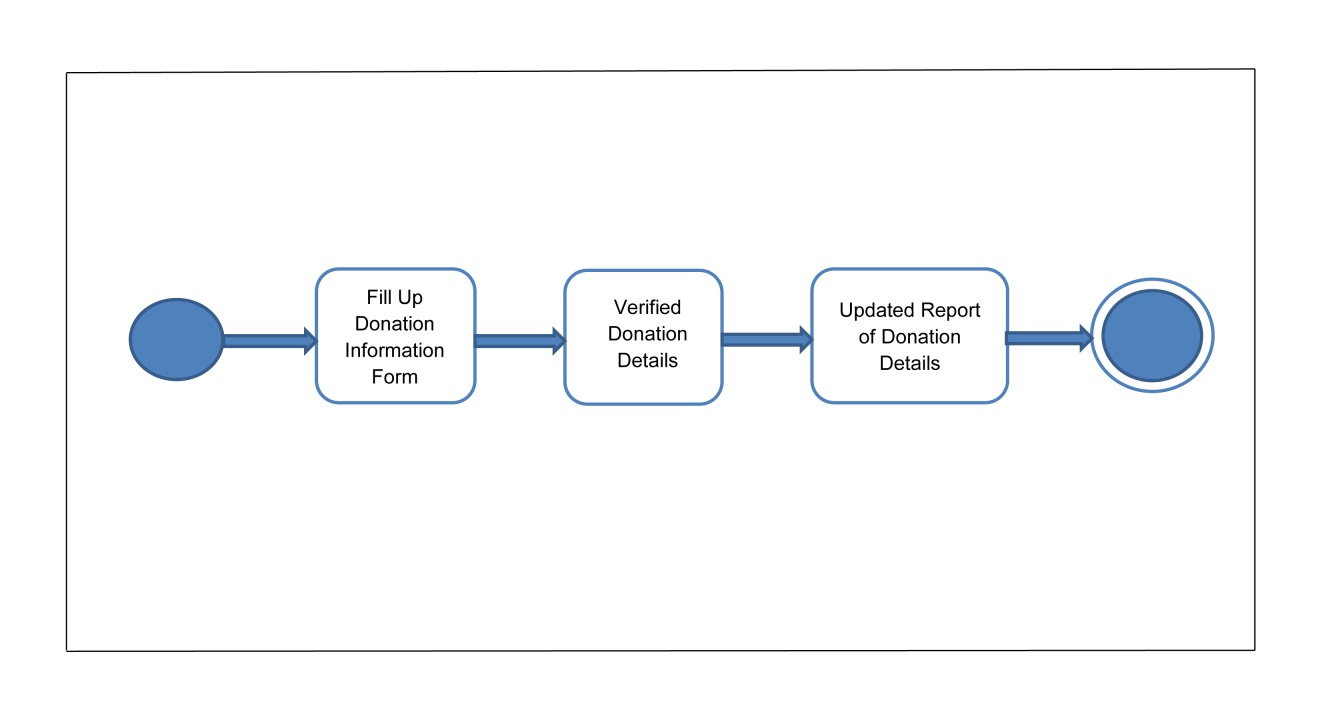 Fill Up
Donation
Information
Form
Verified
Donation
Details
Updated Report
of Donation
Details